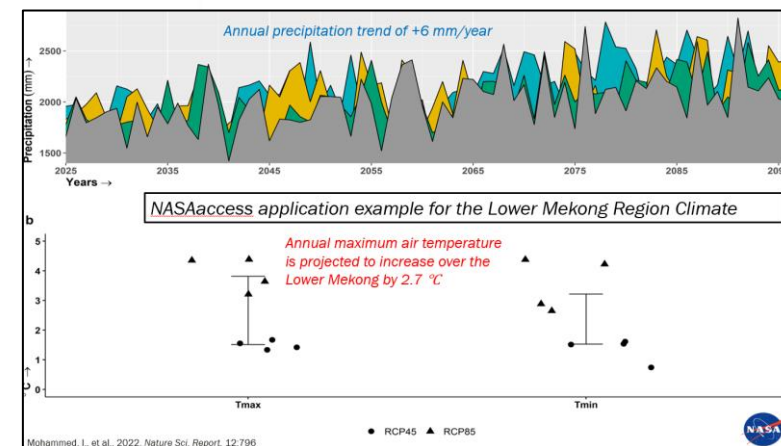 Annual precipitation trend of +6 mm/year
Precipitation (mm) →
2500
2000
1500
2025 2035 2045 2055 2065 2075 2085 209
Years →
NASAaccess application example for the Lower Mekong Region Climate
b
Annual maximum air temperature
is projected to increase over the
Lower Mekong by 2.7 ℃
5
4
3
2
1
0
C →
Tmax Tmin
● RCP45 ▲ RCP85
Mohammed, I., et al., 2022. Nature Sci. Report. 12:796
NASA